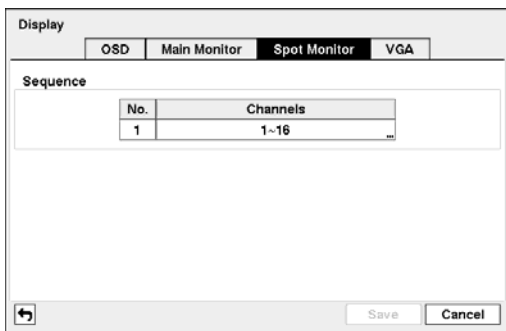 Display
OSD Main Monitor Spot Monitor VGA
Sequence
No. Channels
1 1~16 ...
Save Cancel